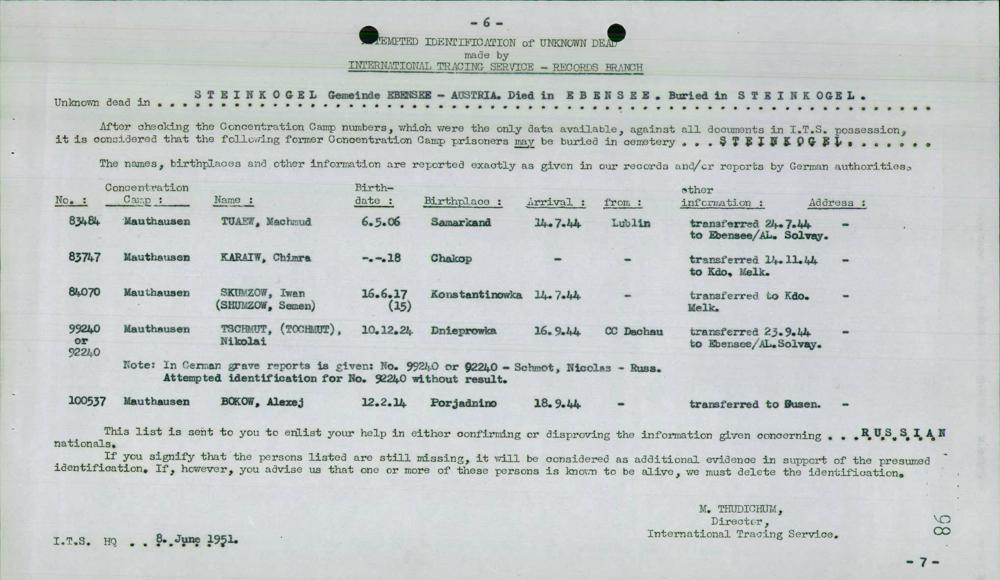 - 6 -
ATTEMPTED IDENTIFICATION of UNKNOWN DEAD
made by
INTERNATIONAL TRACING SERVICE - RECORDS BRANCH
Unknown dead in . . . STEINKOGEL Gemeinde EBENSEE - AUSTRIA. Died in EBENSEE. Buried in STEINKOGEL.
After checking the Concentration Camp numbers, which were the only data available, against all documents in I.T.S. possession,
it is considered that the following former Concentration Camp prisoners may be buried in cemetery . . . STEINKOGEL. . . . . . .
The names, birthplaces and other information are reported exactly as given in our records and/or reports by German authorities.
No. : Concentration Camp : Name : Birth-date : Birthplace : Arrival : from : other information : Address :
83484 Mauthausen TUAEW, Machmud 6.5.06 Samarkand 14.7.44 Lublin transferred 24.7.44 -
to Ebensee/AL. Solvay.
83747 Mauthausen KARAIW, Chimra -.-.18 Chakop - - transferred 14.11.44 -
to Kdo. Melk.
84070 Mauthausen SKUMZOW, Iwan 16.6.17 Konstantinowka 14.7.44 - transferred to Kdo. -
(SHUMZOW, Semen) (15) Melk.
99240 Mauthausen TSCHMUT, (TOCHMUT), 10.12.24 Dnieprowka 16.9.44 CC Dachau transferred 23.9.44 -
or Nikolai to Ebensee/AL.Solvay.
92240
Note: In German grave reports is given: No. 99240 or 92240 - Schmot, Nicolas - Russ.
Attempted identification for No. 92240 without result.
100537 Mauthausen BOKOW, Alexej 12.2.14 Porjadnino 18.9.44 - transferred to Gusen. -
This list is sent to you to enlist your help in either confirming or disproving the information given concerning . . .RUSSIAN
nationals.
If you signify that the persons listed are still missing, it will be considered as additional evidence in support of the presumed
identification. If, however, you advise us that one or more of these persons is known to be alive, we must delete the identification.
M. THUDICHUM,
Director,
International Tracing Service.
I.T.S. HQ . . 8. June 1951.
98
- 7 -